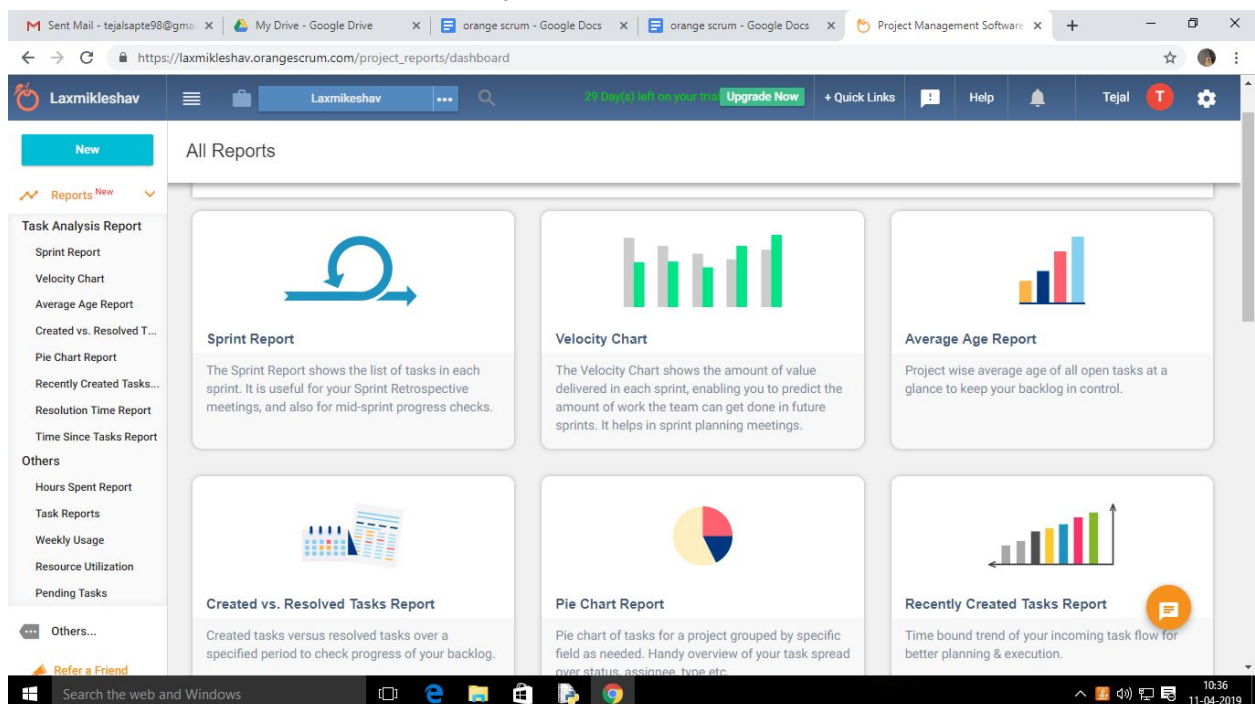 Sent Mail - tejalsapte98@gma
My Drive - Google Drive
orange scrum - Google Docs
orange scrum - Google Docs
Project Management Software
https://laxmikleshav.orangescrum.com/project_reports/dashboard
Laxmikleshav
Laxmikeshav
29 Day(s) left on your trial
Upgrade Now
+ Quick Links
Help
Tejal
T
New
All Reports
Reports New
Task Analysis Report
Sprint Report
Velocity Chart
Average Age Report
Created vs. Resolved T...
Pie Chart Report
Recently Created Tasks...
Resolution Time Report
Time Since Tasks Report
Others
Hours Spent Report
Task Reports
Weekly Usage
Resource Utilization
Pending Tasks
Others...
Refer a Friend
Sprint Report
The Sprint Report shows the list of tasks in each
sprint. It is useful for your Sprint Retrospective
meetings, and also for mid-sprint progress checks.
Velocity Chart
The Velocity Chart shows the amount of value
delivered in each sprint, enabling you to predict the
amount of work the team can get done in future
sprints. It helps in sprint planning meetings.
Average Age Report
Project wise average age of all open tasks at a
glance to keep your backlog in control.
Created vs. Resolved Tasks Report
Created tasks versus resolved tasks over a
specified period to check progress of your backlog.
Pie Chart Report
Pie chart of tasks for a project grouped by specific
field as needed. Handy overview of your task spread
over status, assignee, type etc.
Recently Created Tasks Report
Time bound trend of your incoming task flow for
better planning & execution.
Search the web and Windows
10:36
11-04-2019